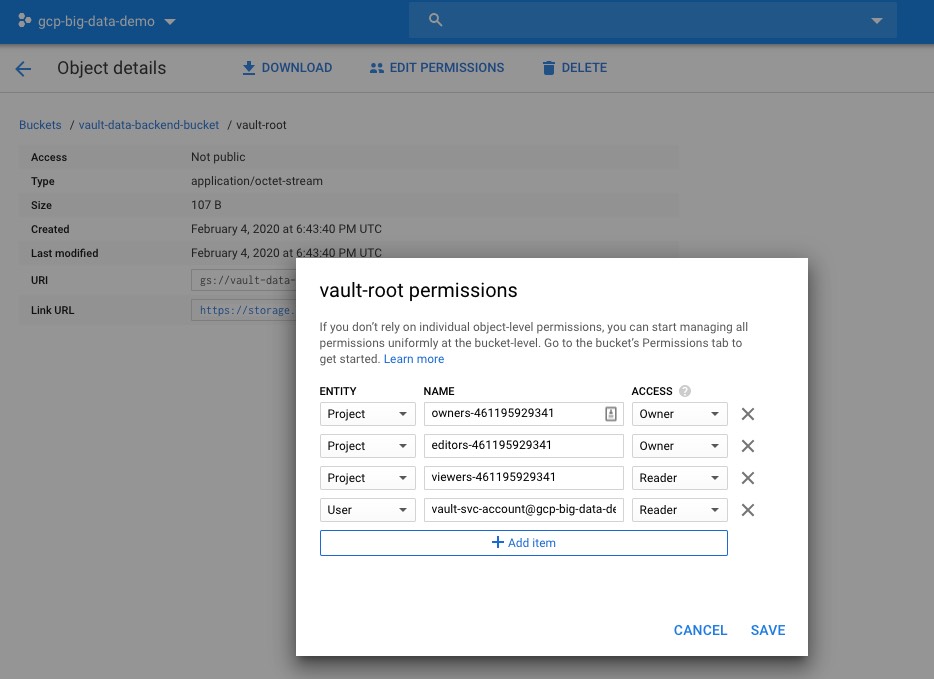 gcp-big-data-demo
Object details DOWNLOAD EDIT PERMISSIONS DELETE
Buckets / vault-data-backend-bucket / vault-root
Access Not public
Type application/octet-stream
Size 107 B
Created February 4, 2020 at 6:43:40 PM UTC
Last modified February 4, 2020 at 6:43:40 PM UTC
URI gs://vault-data-
Link URL https://storage.
vault-root permissions
If you don't rely on individual object-level permissions, you can start managing all
permissions uniformly at the bucket-level. Go to the bucket's Permissions tab to
get started. Learn more
ENTITY NAME ACCESS ?
Project owners-461195929341 Owner
Project editors-461195929341 Owner
Project viewers-461195929341 Reader
User vault-svc-account@gcp-big-data-de Reader
+ Add item
CANCEL SAVE